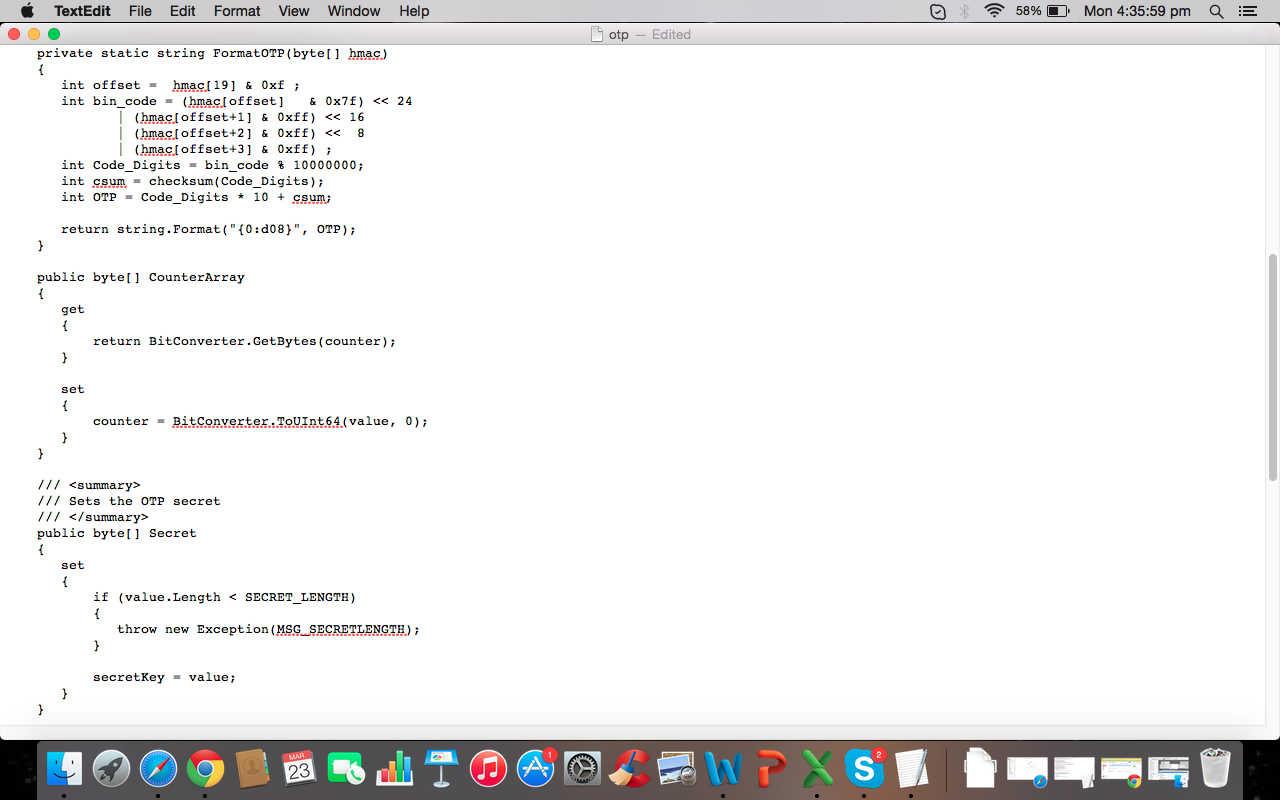 TextEdit File Edit Format View Window Help 58% Mon 4:35:59 pm
otp — Edited
private static string FormatOTP(byte[] hmac)
{
   int offset =  hmac[19] & 0xf ;
   int bin_code = (hmac[offset]   & 0x7f) << 24
          | (hmac[offset+1] & 0xff) << 16
          | (hmac[offset+2] & 0xff) <<  8
          | (hmac[offset+3] & 0xff) ;
   int Code_Digits = bin_code % 10000000;
   int csum = checksum(Code_Digits);
   int OTP = Code_Digits * 10 + csum;
   return string.Format("{0:d08}", OTP);
}
public byte[] CounterArray
{
   get
   {
       return BitConverter.GetBytes(counter);
   }
   set
   {
       counter = BitConverter.ToUInt64(value, 0);
   }
}
/// <summary>
/// Sets the OTP secret
/// </summary>
public byte[] Secret
{
   set
   {
       if (value.Length < SECRET_LENGTH)
       {
          throw new Exception(MSG_SECRETLENGTH);
       }
       secretKey = value;
   }
}
MAR
23
1
2